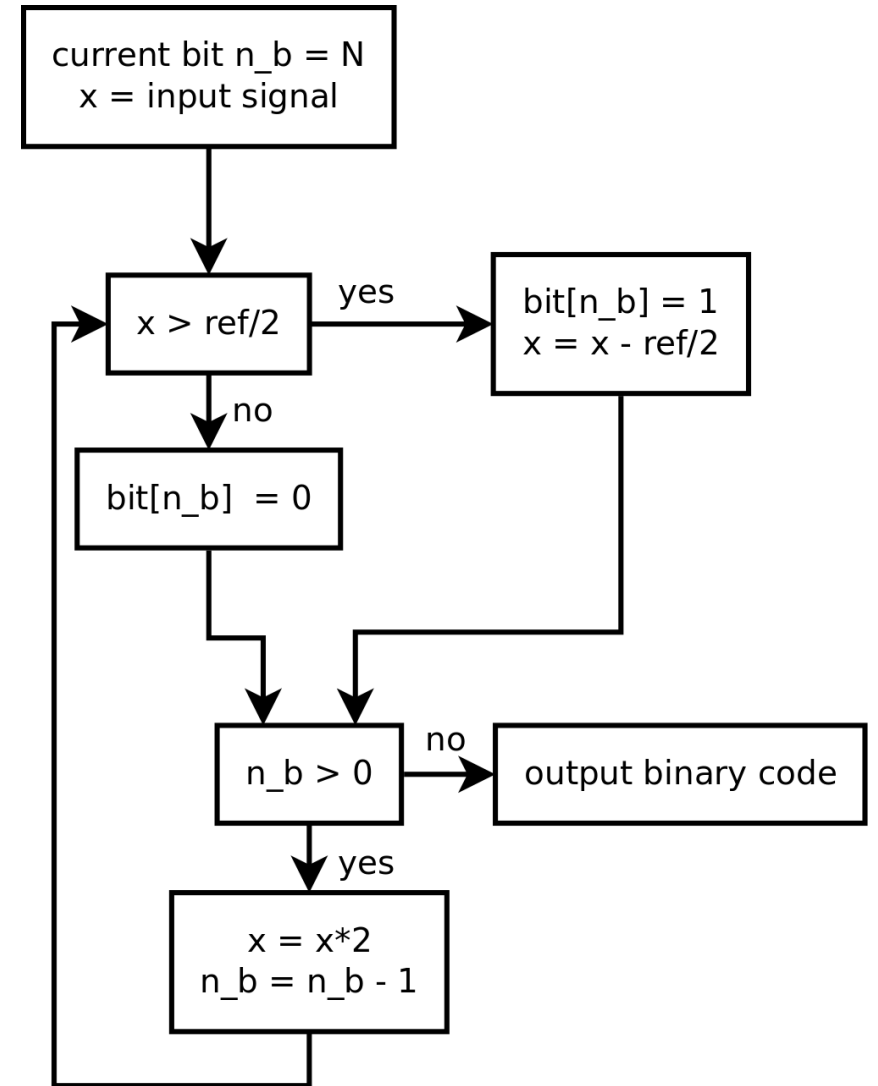 current bit n_b = N
x = input signal
x > ref/2
yes
bit[n_b] = 1
x = x - ref/2
no
bit[n_b]  = 0
n_b > 0
no
output binary code
yes
x = x*2
n_b = n_b - 1